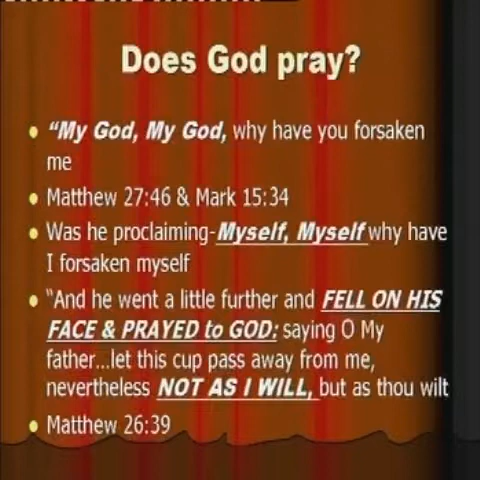 Does God pray?
"My God, My God, why have you forsaken
me
Matthew 27:46 & Mark 15:34
Was he proclaiming-Myself, Myself why have
I forsaken myself
"And he went a little further and FELL ON HIS
FACE & PRAYED to GOD; saying O My
father...let this cup pass away from me,
nevertheless NOT AS I WILL, but as thou wilt
Matthew 26:39